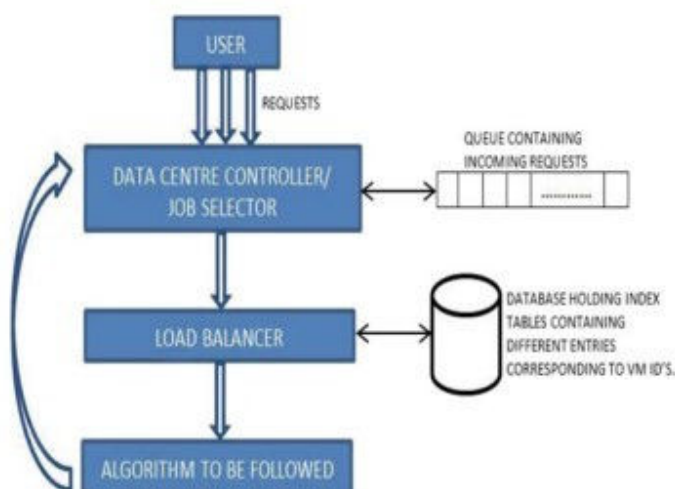 USER
REQUESTS
DATA CENTRE CONTROLLER/
JOB SELECTOR
QUEUE CONTAINING
INCOMING REQUESTS
............
LOAD BALANCER
DATABASE HOLDING INDEX
TABLES CONTAINING
DIFFERENT ENTRIES
CORRESPONDING TO VM ID'S.
ALGORITHM TO BE FOLLOWED